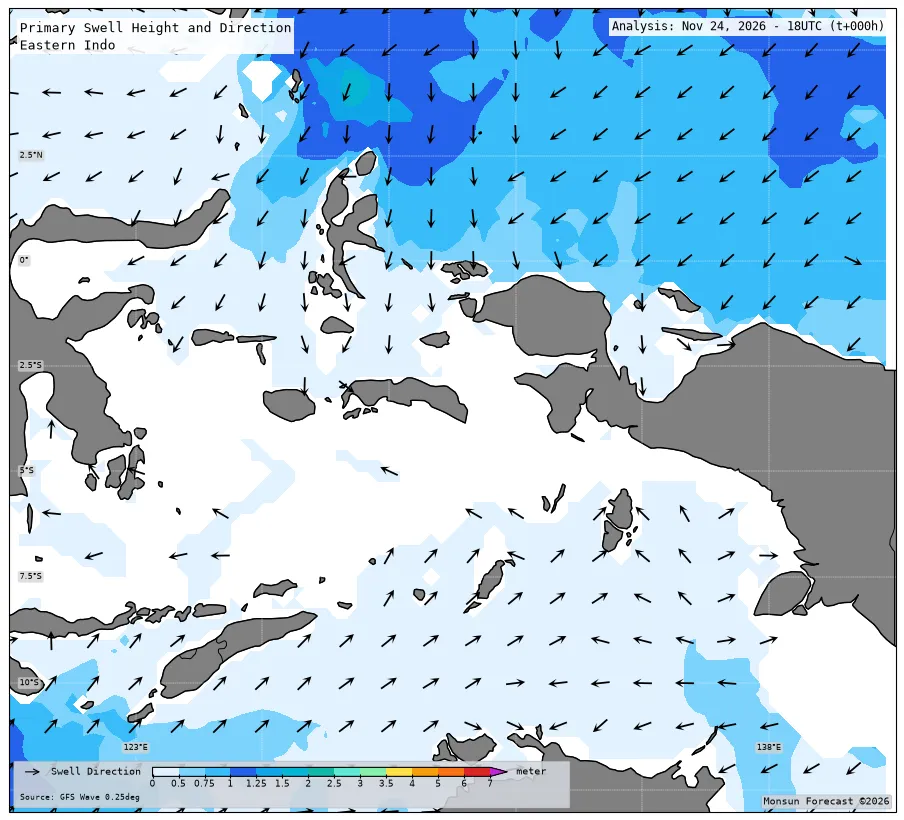 Primary Swell Height and Direction
Eastern Indo
Analysis: Nov 24, 2026 - 18UTC (t+000h)
2.5°N
0°
2.5°S
5°S
7.5°S
10°S
123°E
138°E
Swell Direction
meter
0 0.5 0.75 1 1.25 1.5 2 2.5 3 3.5 4 5 6 7
Source: GFS Wave 0.25deg
Monsun Forecast ©2026